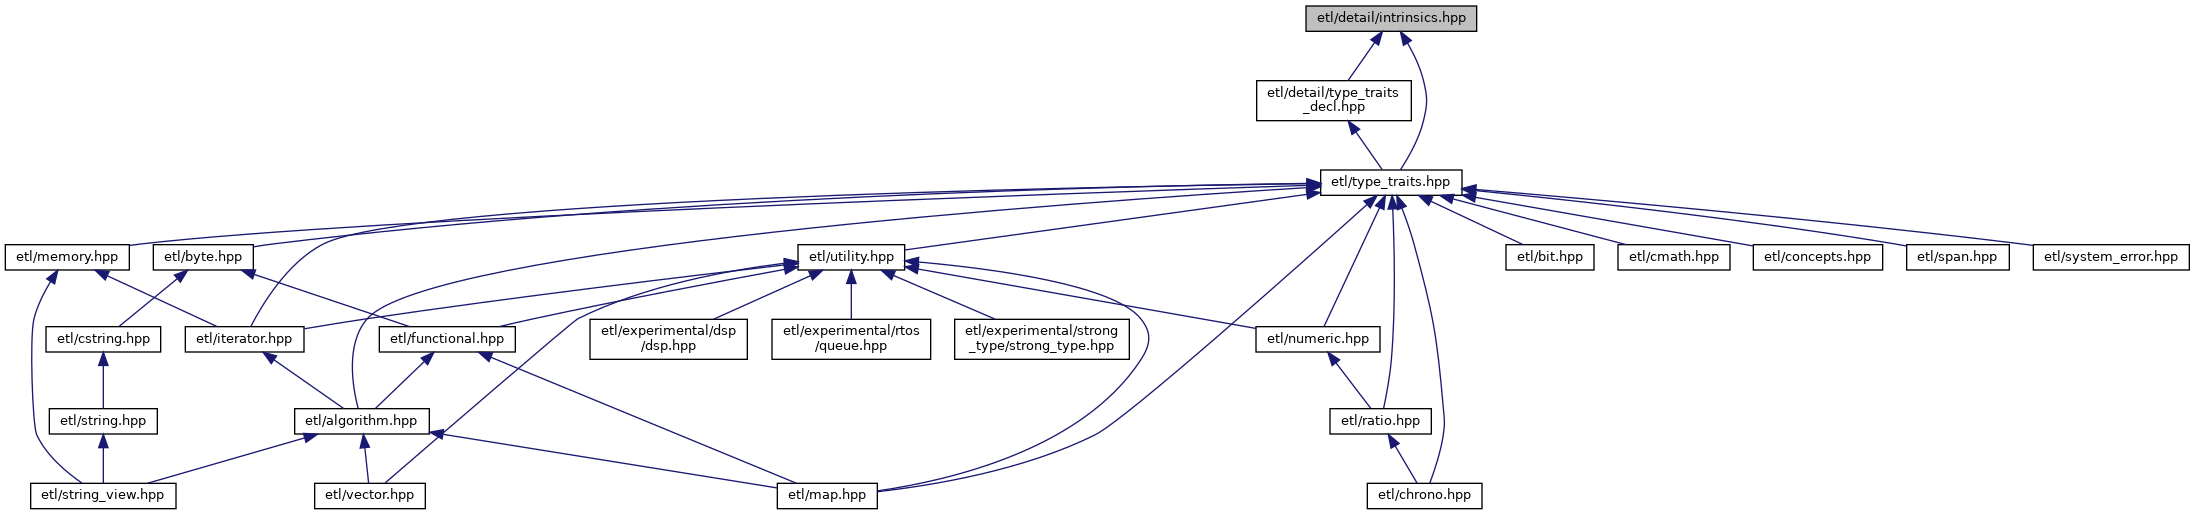 etl/detail/intrinsics.hpp
etl/detail/type_traits
_decl.hpp
etl/type_traits.hpp
etl/memory.hpp
etl/byte.hpp
etl/utility.hpp
etl/bit.hpp
etl/cmath.hpp
etl/concepts.hpp
etl/span.hpp
etl/system_error.hpp
etl/cstring.hpp
etl/iterator.hpp
etl/functional.hpp
etl/experimental/dsp
/dsp.hpp
etl/experimental/rtos
/queue.hpp
etl/experimental/strong
_type/strong_type.hpp
etl/numeric.hpp
etl/string.hpp
etl/algorithm.hpp
etl/ratio.hpp
etl/string_view.hpp
etl/vector.hpp
etl/map.hpp
etl/chrono.hpp